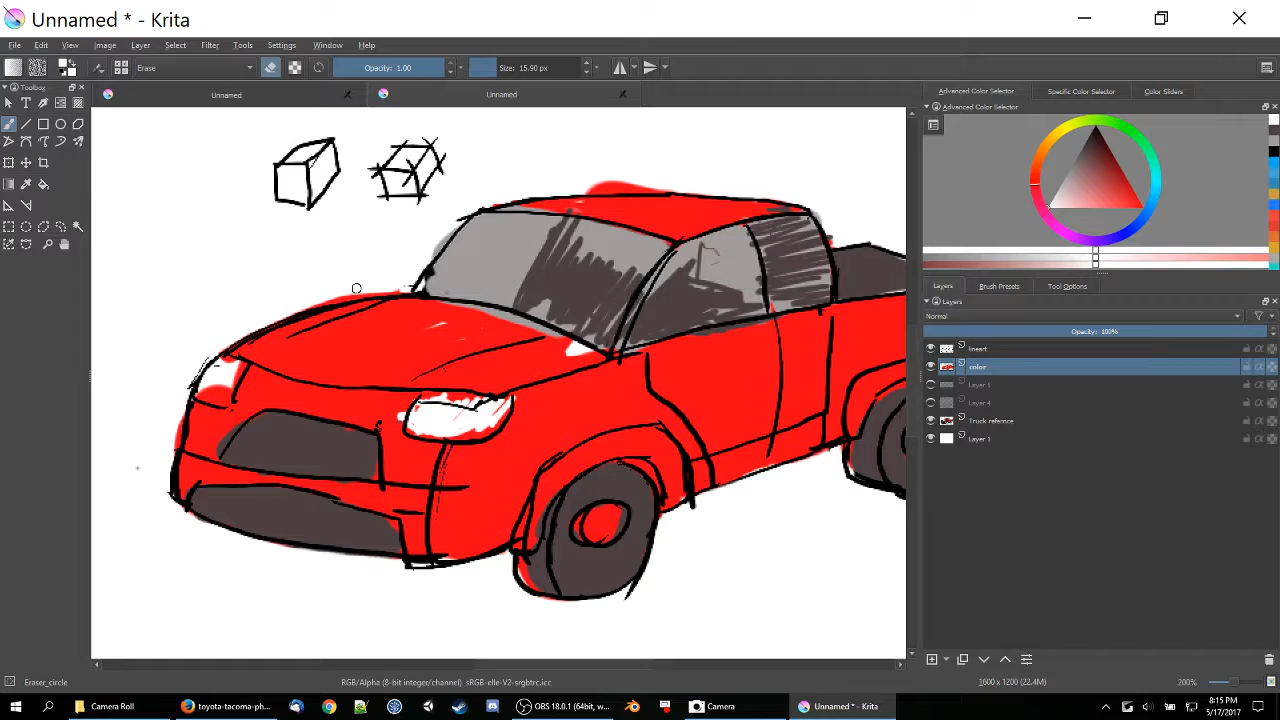 Unnamed * - Krita
File Edit View Image Layer Select Filter Tools Settings Window Help
Erase Opacity: 1.00 Size: 15.90 px
Toolbox
Unnamed Unnamed
Advanced Color Selector Specific Color Selector Color Sliders
Advanced Color Selector
Layers Brush Presets Tool Options
Layers
Normal
Opacity: 100%
lineart
color
Layer 5
Layer 4
Truck refernce
Layer 1
Eraser_circle RGB/Alpha (8-bit integer/channel) sRGB-elle-V2-srgbtrc.icc 1600 x 1200 (22.4M) 200%
Camera Roll toyota-tacoma-ph... OBS 18.0.1 (64bit, w... Camera Unnamed * - Krita 8:15 PM
5/17/2017